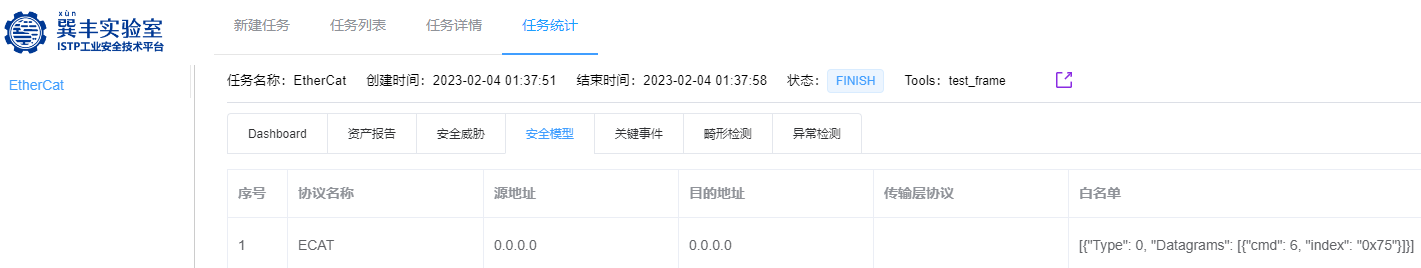 xùn
巽丰实验室
ISTP工业安全技术平台
新建任务 任务列表 任务详情 任务统计
EtherCat
任务名称：EtherCat 创建时间：2023-02-04 01:37:51 结束时间：2023-02-04 01:37:58 状态： FINISH Tools：test_frame
Dashboard 资产报告 安全威胁 安全模型 关键事件 畸形检测 异常检测
序号 协议名称 源地址 目的地址 传输层协议 白名单
1 ECAT 0.0.0.0 0.0.0.0 [{"Type": 0, "Datagrams": [{"cmd": 6, "index": "0x75"}]}]